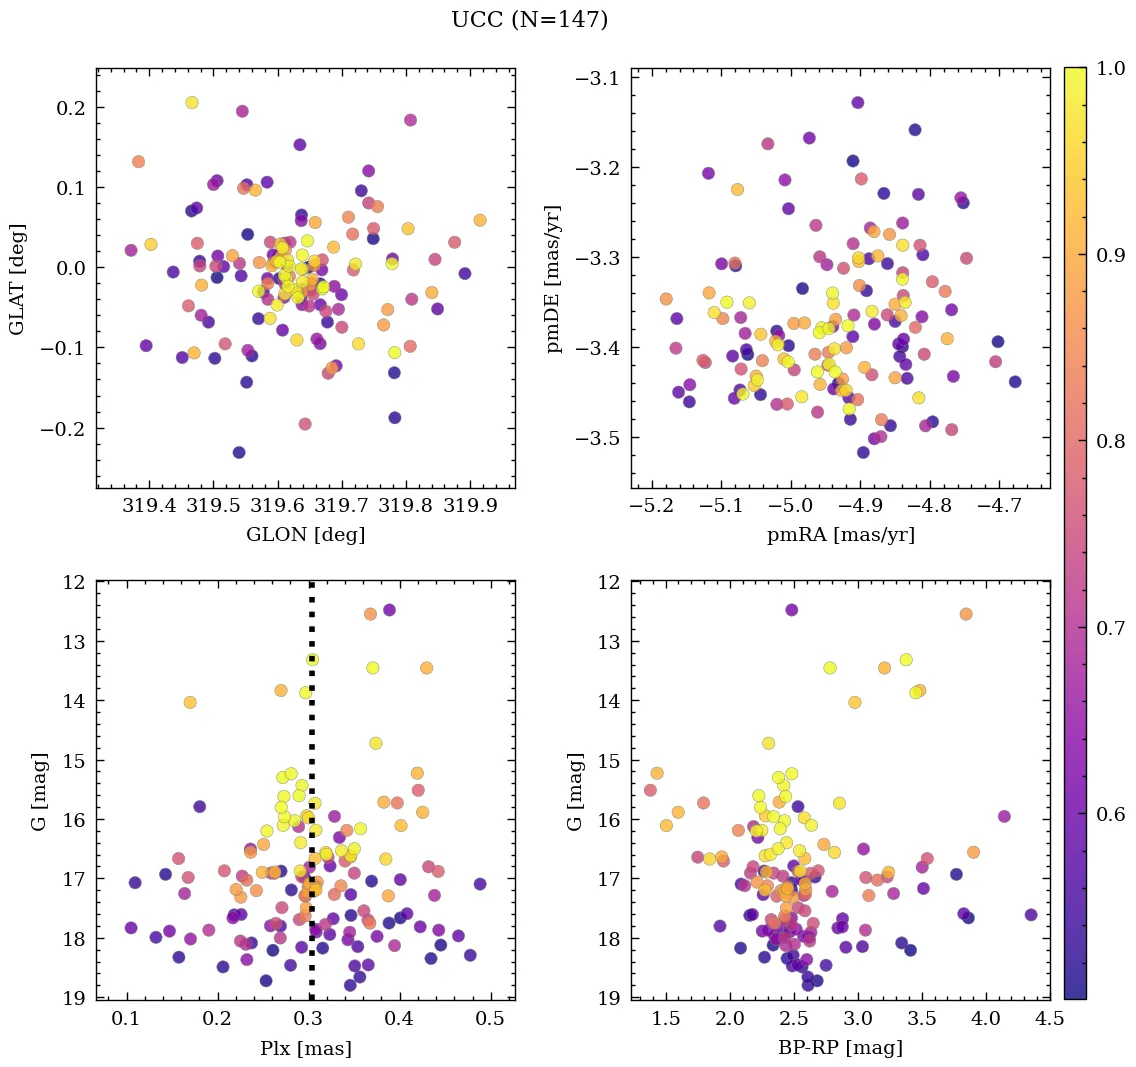 UCC (N=147)
0.2
0.1
0.0
−0.1
−0.2
GLAT [deg]
319.4 319.5 319.6 319.7 319.8 319.9
GLON [deg]
−3.1
−3.2
−3.3
−3.4
−3.5
pmDE [mas/yr]
−5.2 −5.1 −5.0 −4.9 −4.8 −4.7
pmRA [mas/yr]
12
13
14
15
16
17
18
19
G [mag]
0.1 0.2 0.3 0.4 0.5
Plx [mas]
12
13
14
15
16
17
18
19
G [mag]
1.5 2.0 2.5 3.0 3.5 4.0 4.5
BP-RP [mag]
1.0
0.9
0.8
0.7
0.6